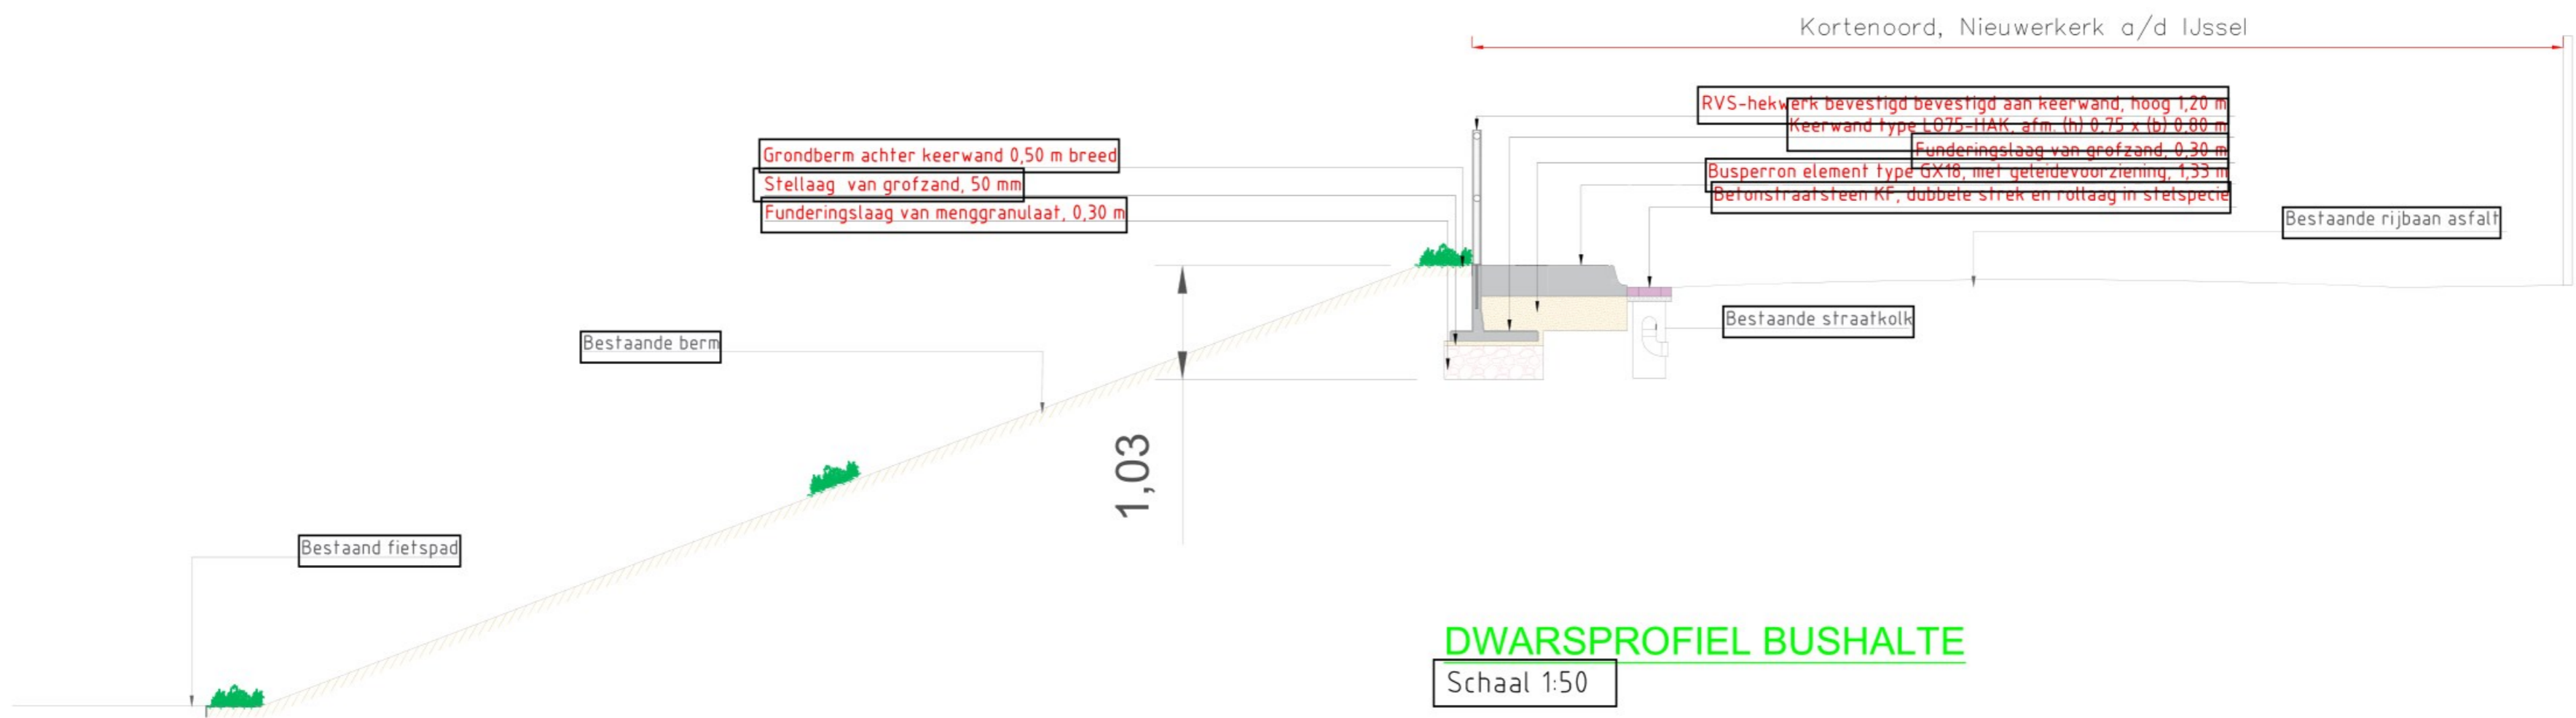 Kortenoord, Nieuwerkerk a/d IJssel
RVS-hekwerk bevestigd bevestigd aan keerwand, hoog 1,20 m
Keerwand type LO75-HAK, afm. (h) 0,75 x (b) 0,80 m
Funderingslaag van grofzand, 0,30 m
Busperron element type GX18, met geleidevoorziening, 1,33 m
Betonstraatsteen KF, dubbele strek en rollaag in stelspecie
Grondberm achter keerwand 0,50 m breed
Stellaag van grofzand, 50 mm
Funderingslaag van menggranulaat, 0,30 m
Bestaande rijbaan asfalt
Bestaande straatkolk
Bestaande berm
1,03
Bestaand fietspad
DWARSPROFIEL BUSHALTE
Schaal 1:50